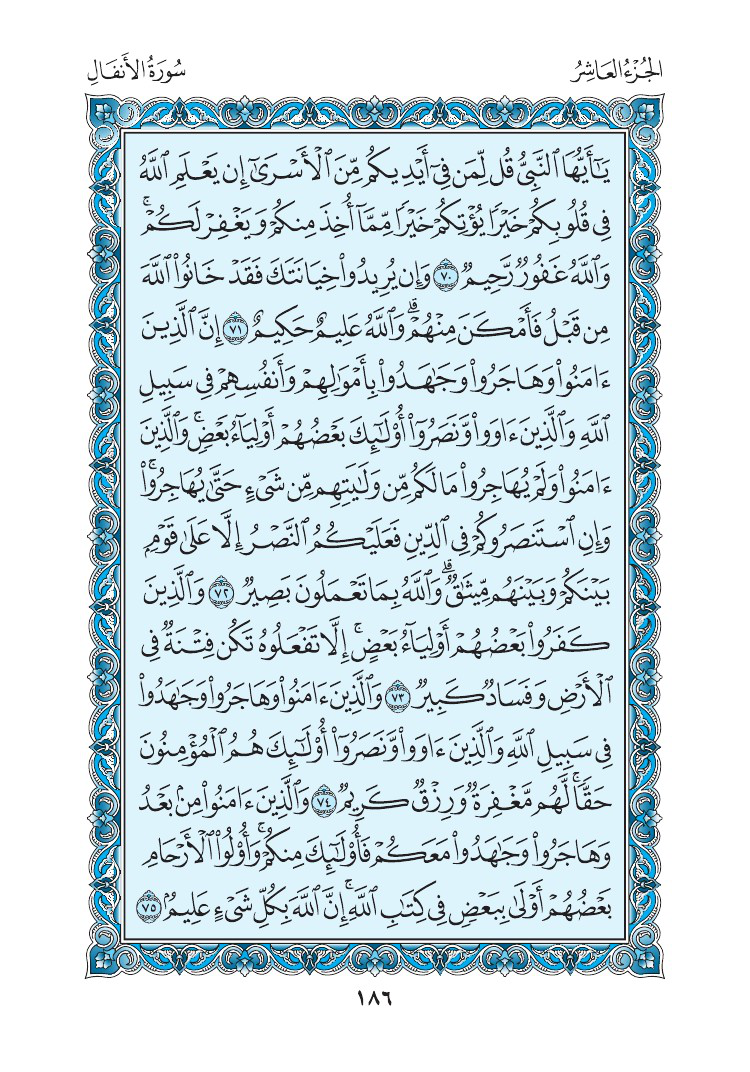 الجُزْءُ العَاشِرُ
سُورَةُ الأَنفَالِ
يَٰٓأَيُّهَا ٱلنَّبِيُّ قُل لِّمَن فِيٓ أَيۡدِيكُم مِّنَ ٱلۡأَسۡرَىٰٓ إِن يَعۡلَمِ ٱللَّهُ
فِي قُلُوبِكُمۡ خَيۡرٗا يُؤۡتِكُمۡ خَيۡرٗا مِّمَّآ أُخِذَ مِنكُمۡ وَيَغۡفِرۡ لَكُمۡۚ
وَٱللَّهُ غَفُورٞ رَّحِيمٞ ٧٠ وَإِن يُرِيدُواْ خِيَانَتَكَ فَقَدۡ خَانُواْ ٱللَّهَ
مِن قَبۡلُ فَأَمۡكَنَ مِنۡهُمۡۗ وَٱللَّهُ عَلِيمٌ حَكِيمٌ ٧١ إِنَّ ٱلَّذِينَ
ءَامَنُواْ وَهَاجَرُواْ وَجَٰهَدُواْ بِأَمۡوَٰلِهِمۡ وَأَنفُسِهِمۡ فِي سَبِيلِ
ٱللَّهِ وَٱلَّذِينَ ءَاوَواْ وَّنَصَرُوٓاْ أُوْلَٰٓئِكَ بَعۡضُهُمۡ أَوۡلِيَآءُ بَعۡضٖۚ وَٱلَّذِينَ
ءَامَنُواْ وَلَمۡ يُهَاجِرُواْ مَا لَكُم مِّن وَلَٰيَتِهِم مِّن شَيۡءٍ حَتَّىٰ يُهَاجِرُواْۚ
وَإِنِ ٱسۡتَنصَرُوكُمۡ فِي ٱلدِّينِ فَعَلَيۡكُمُ ٱلنَّصۡرُ إِلَّا عَلَىٰ قَوۡمِۭ
بَيۡنَكُمۡ وَبَيۡنَهُم مِّيثَٰقٞۗ وَٱللَّهُ بِمَا تَعۡمَلُونَ بَصِيرٞ ٧٢ وَٱلَّذِينَ
كَفَرُواْ بَعۡضُهُمۡ أَوۡلِيَآءُ بَعۡضٍۚ إِلَّا تَفۡعَلُوهُ تَكُن فِتۡنَةٞ فِي
ٱلۡأَرۡضِ وَفَسَادٞ كَبِيرٞ ٧٣ وَٱلَّذِينَ ءَامَنُواْ وَهَاجَرُواْ وَجَٰهَدُواْ
فِي سَبِيلِ ٱللَّهِ وَٱلَّذِينَ ءَاوَواْ وَّنَصَرُوٓاْ أُوْلَٰٓئِكَ هُمُ ٱلۡمُؤۡمِنُونَ
حَقّٗاۚ لَّهُم مَّغۡفِرَةٞ وَرِزۡقٞ كَرِيمٞ ٧٤ وَٱلَّذِينَ ءَامَنُواْ مِنۢ بَعۡدُ
وَهَاجَرُواْ وَجَٰهَدُواْ مَعَكُمۡ فَأُوْلَٰٓئِكَ مِنكُمۡۚ وَأُوْلُواْ ٱلۡأَرۡحَامِ
بَعۡضُهُمۡ أَوۡلَىٰ بِبَعۡضٖ فِي كِتَٰبِ ٱللَّهِۚ إِنَّ ٱللَّهَ بِكُلِّ شَيۡءٍ عَلِيمُۢ ٧٥
١٨٦